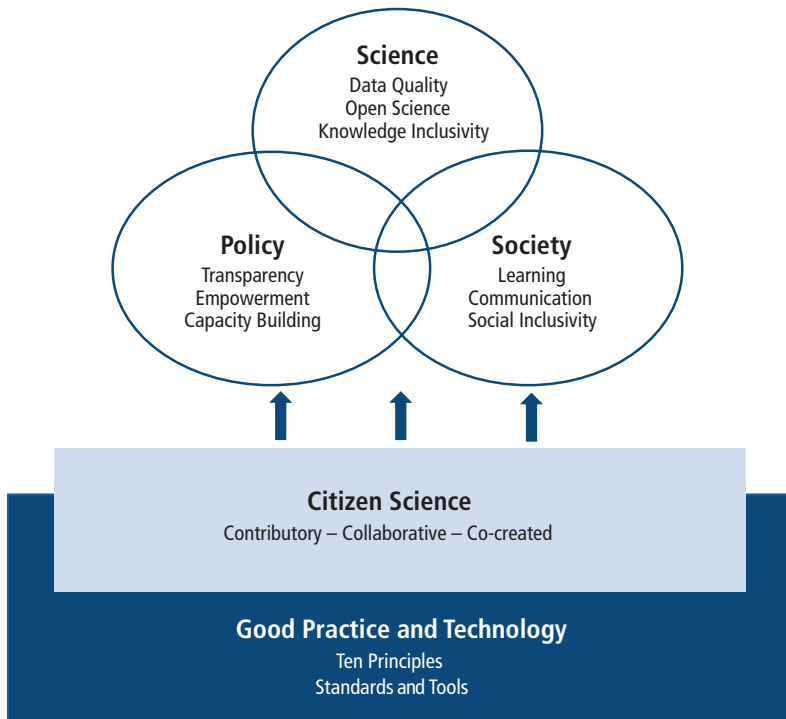 Science
Data Quality
Open Science
Knowledge Inclusivity
Policy
Transparency
Empowerment
Capacity Building
Society
Learning
Communication
Social Inclusivity
Citizen Science
Contributory – Collaborative – Co-created
Good Practice and Technology
Ten Principles
Standards and Tools